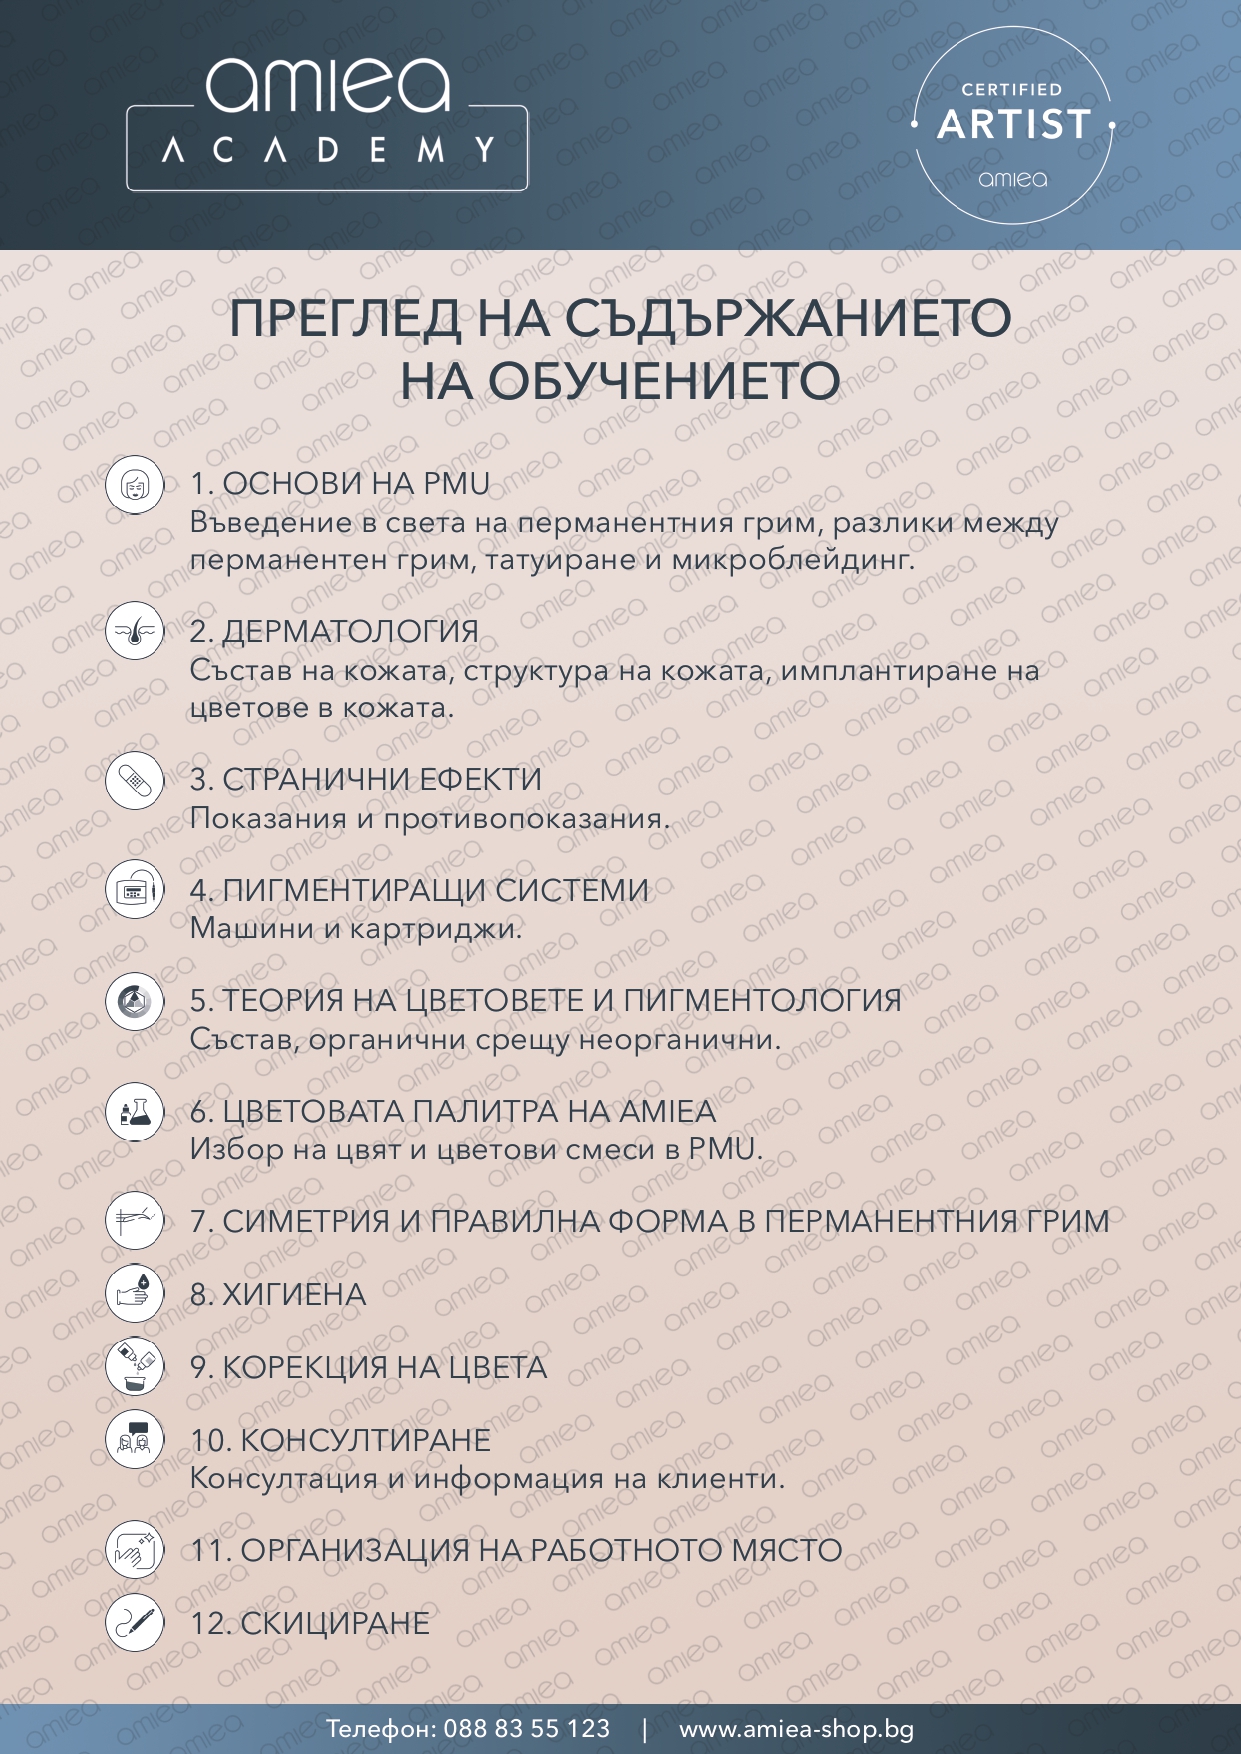 amiea
ACADEMY
CERTIFIED
ARTIST
amiea
ПРЕГЛЕД НА СЪДЪРЖАНИЕТО
НА ОБУЧЕНИЕТО
1. ОСНОВИ НА PMU
Въведение в света на перманентния грим, разлики между
перманентен грим, татуиране и микроблейдинг.
2. ДЕРМАТОЛОГИЯ
Състав на кожата, структура на кожата, имплантиране на
цветове в кожата.
3. СТРАНИЧНИ ЕФЕКТИ
Показания и противопоказания.
4. ПИГМЕНТИРАЩИ СИСТЕМИ
Машини и картриджи.
5. ТЕОРИЯ НА ЦВЕТОВЕТЕ И ПИГМЕНТОЛОГИЯ
Състав, органични срещу неорганични.
6. ЦВЕТОВАТА ПАЛИТРА НА AMIEA
Избор на цвят и цветови смеси в PMU.
7. СИМЕТРИЯ И ПРАВИЛНА ФОРМА В ПЕРМАНЕНТНИЯ ГРИМ
8. ХИГИЕНА
9. КОРЕКЦИЯ НА ЦВЕТА
10. КОНСУЛТИРАНЕ
Консултация и информация на клиенти.
11. ОРГАНИЗАЦИЯ НА РАБОТНОТО МЯСТО
12. СКИЦИРАНЕ
Телефон: 088 83 55 123 | www.amiea-shop.bg